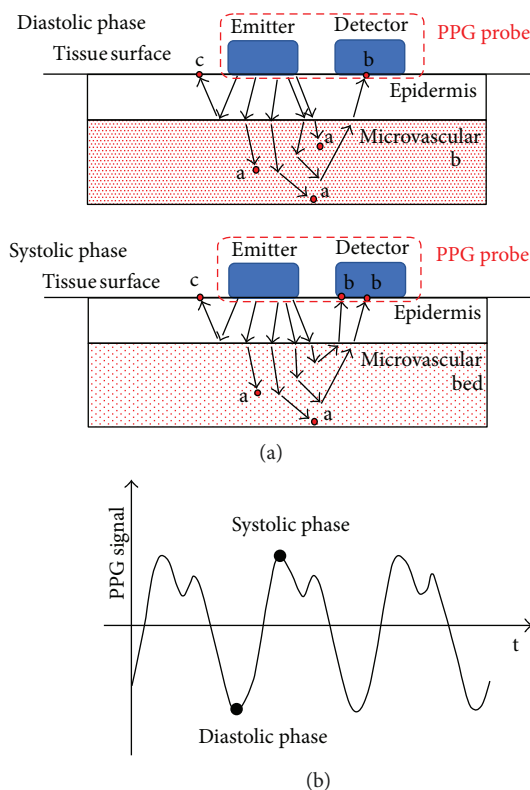 Diastolic phase
Emitter
Detector
PPG probe
Tissue surface
c
b
Epidermis
Microvascular
b
a
a
a
Systolic phase
Emitter
Detector
PPG probe
Tissue surface
c
b b
Epidermis
Microvascular
bed
a
a
(a)
PPG signal
Systolic phase
t
Diastolic phase
(b)